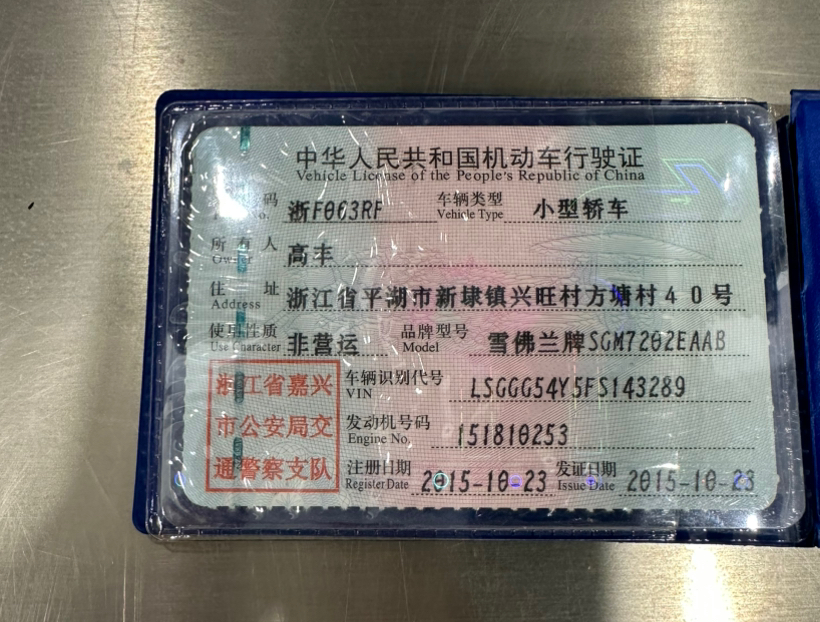 中华人民共和国机动车行驶证
Vehicle License of the People's Republic of China
码 浙F063RF 车辆类型 小型轿车
No. Vehicle Type
所有人 高丰
Owner
住址 浙江省平湖市新埭镇兴旺村方塘村40号
Address
使用性质 非营运 品牌型号 雪佛兰牌SGM7202EAAB
Use Character Model
浙江省嘉兴
市公安局交
通警察支队
车辆识别代号 LSGGG54Y5FS143289
VIN
发动机号码 151810253
Engine No.
注册日期 2015-10-23 发证日期 2015-10-23
Register Date Issue Date